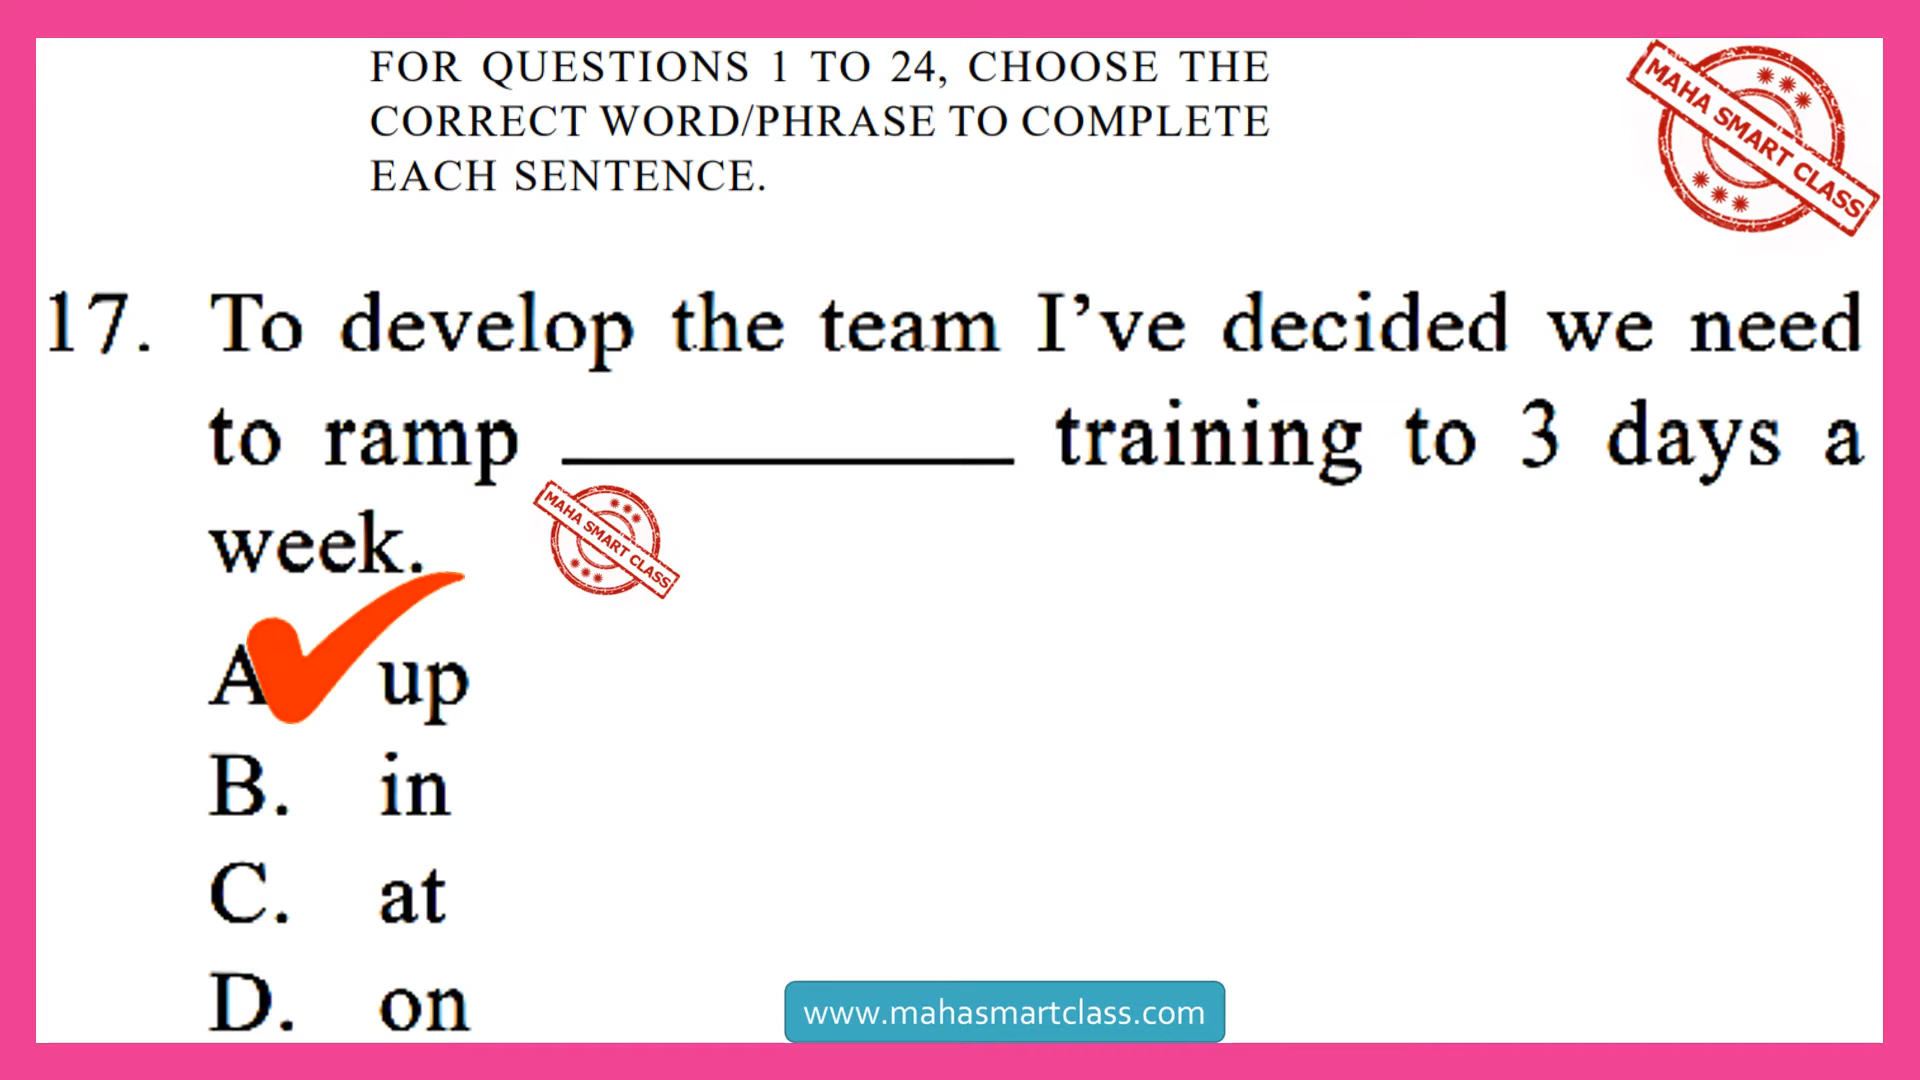 FOR QUESTIONS 1 TO 24, CHOOSE THE
CORRECT WORD/PHRASE TO COMPLETE
EACH SENTENCE.
MAHA SMART CLASS
17. To develop the team I’ve decided we need
to ramp ____________ training to 3 days a
week.
MAHA SMART CLASS
A up
B. in
C. at
D. on
www.mahasmartclass.com